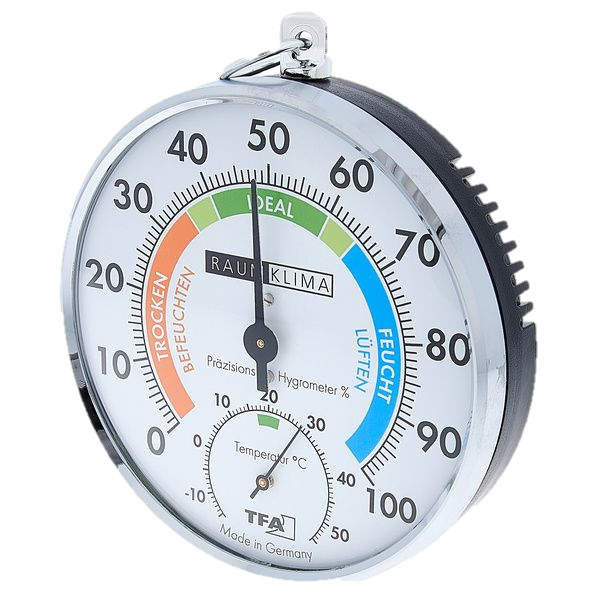 0
10
20
30
40
50
60
70
80
90
100
TROCKEN
BEFEUCHTEN
IDEAL
FEUCHT
LÜFTEN
RAUMKLIMA
Präzisions Hygrometer %
-10
0
10
20
30
40
50
Temperatur °C
TFA
Made in Germany